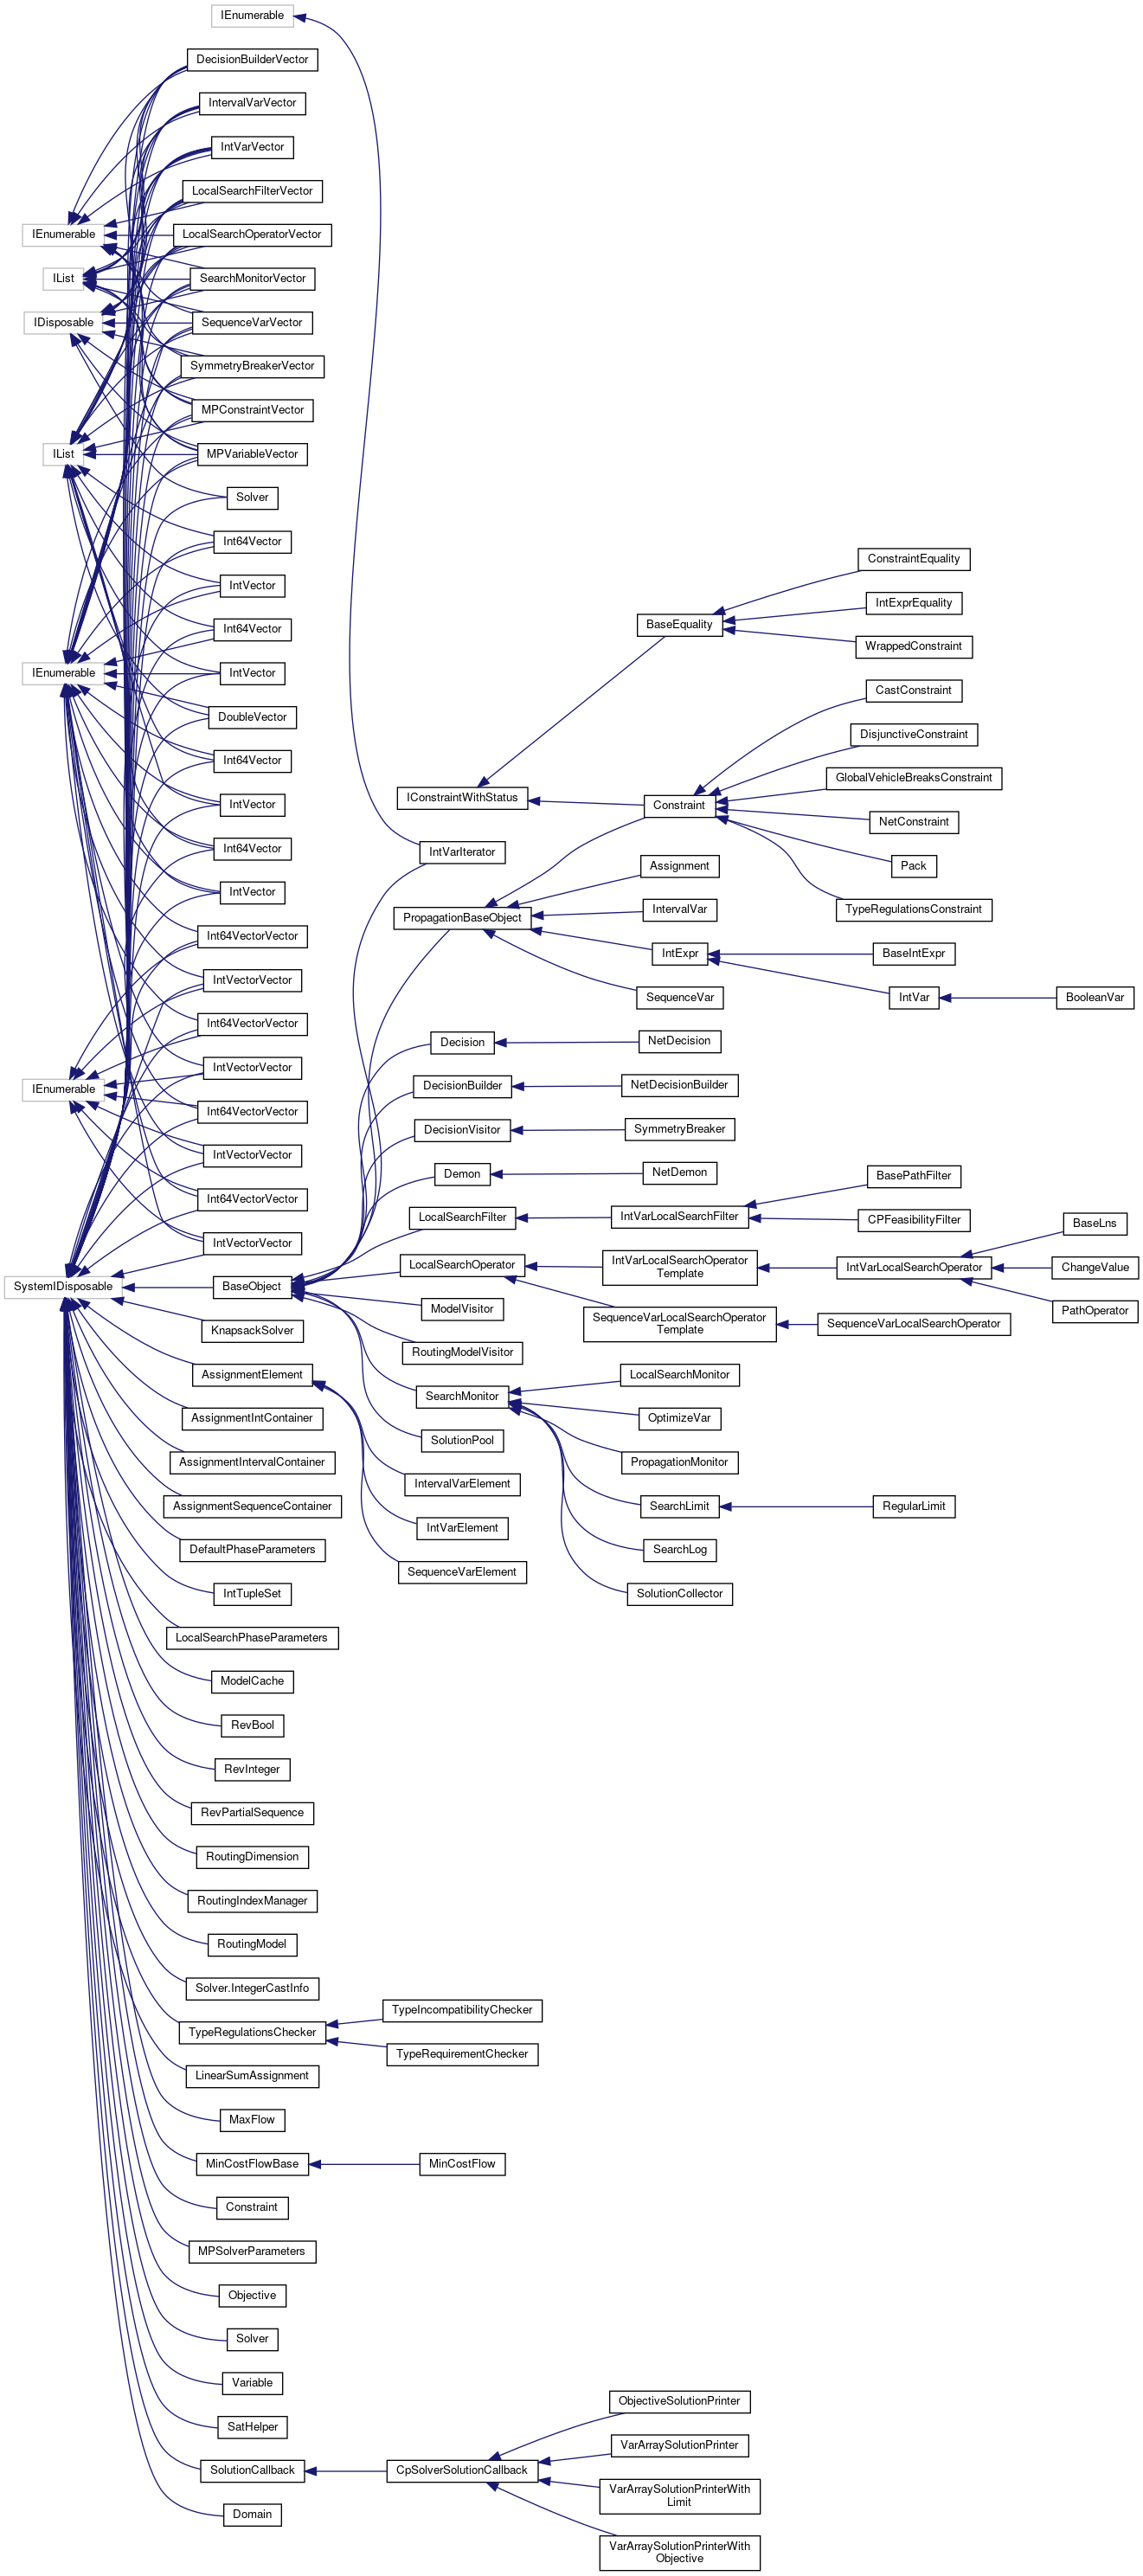 IEnumerable
DecisionBuilderVector
IntervalVarVector
IntVarVector
LocalSearchFilterVector
IEnumerable
LocalSearchOperatorVector
IList
SearchMonitorVector
IDisposable
SequenceVarVector
SymmetryBreakerVector
MPConstraintVector
IList
MPVariableVector
Solver
Int64Vector
ConstraintEquality
IntVector
IntExprEquality
BaseEquality
Int64Vector
WrappedConstraint
IEnumerable
IntVector
CastConstraint
DoubleVector
DisjunctiveConstraint
Int64Vector
GlobalVehicleBreaksConstraint
IConstraintWithStatus
IntVector
Constraint
NetConstraint
Int64Vector
IntVarIterator
Assignment
Pack
IntVector
PropagationBaseObject
IntervalVar
TypeRegulationsConstraint
Int64VectorVector
IntExpr
BaseIntExpr
IntVectorVector
SequenceVar
IntVar
BooleanVar
Int64VectorVector
Decision
NetDecision
IntVectorVector
IEnumerable
DecisionBuilder
NetDecisionBuilder
Int64VectorVector
DecisionVisitor
SymmetryBreaker
IntVectorVector
Demon
NetDemon
BasePathFilter
Int64VectorVector
LocalSearchFilter
IntVarLocalSearchFilter
CPFeasibilityFilter
BaseLns
IntVectorVector
LocalSearchOperator
IntVarLocalSearchOperator
Template
IntVarLocalSearchOperator
ChangeValue
SystemIDisposable
BaseObject
ModelVisitor
PathOperator
KnapsackSolver
SequenceVarLocalSearchOperator
Template
SequenceVarLocalSearchOperator
RoutingModelVisitor
AssignmentElement
LocalSearchMonitor
SearchMonitor
AssignmentIntContainer
OptimizeVar
SolutionPool
AssignmentIntervalContainer
PropagationMonitor
IntervalVarElement
AssignmentSequenceContainer
SearchLimit
RegularLimit
IntVarElement
DefaultPhaseParameters
SearchLog
SequenceVarElement
IntTupleSet
SolutionCollector
LocalSearchPhaseParameters
ModelCache
RevBool
RevInteger
RevPartialSequence
RoutingDimension
RoutingIndexManager
RoutingModel
Solver.IntegerCastInfo
TypeIncompatibilityChecker
TypeRegulationsChecker
TypeRequirementChecker
LinearSumAssignment
MaxFlow
MinCostFlowBase
MinCostFlow
Constraint
MPSolverParameters
Objective
Solver
Variable
ObjectiveSolutionPrinter
SatHelper
VarArraySolutionPrinter
SolutionCallback
CpSolverSolutionCallback
VarArraySolutionPrinterWith
Limit
Domain
VarArraySolutionPrinterWith
Objective